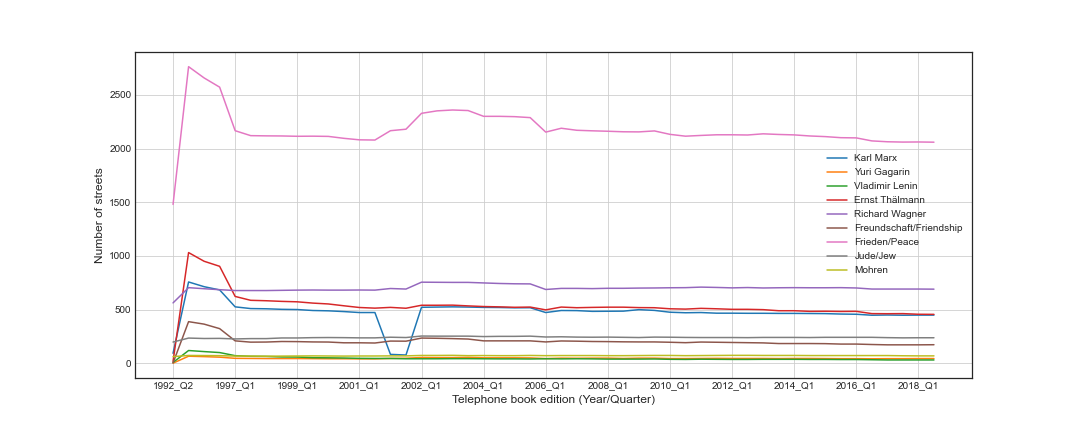 2500
2000
1500
1000
500
0
Number of streets
Karl Marx
Yuri Gagarin
Vladimir Lenin
Ernst Thälmann
Richard Wagner
Freundschaft/Friendship
Frieden/Peace
Jude/Jew
Mohren
1992_Q2 1997_Q1 1999_Q1 2001_Q1 2002_Q1 2004_Q1 2006_Q1 2008_Q1 2010_Q1 2012_Q1 2014_Q1 2016_Q1 2018_Q1
Telephone book edition (Year/Quarter)